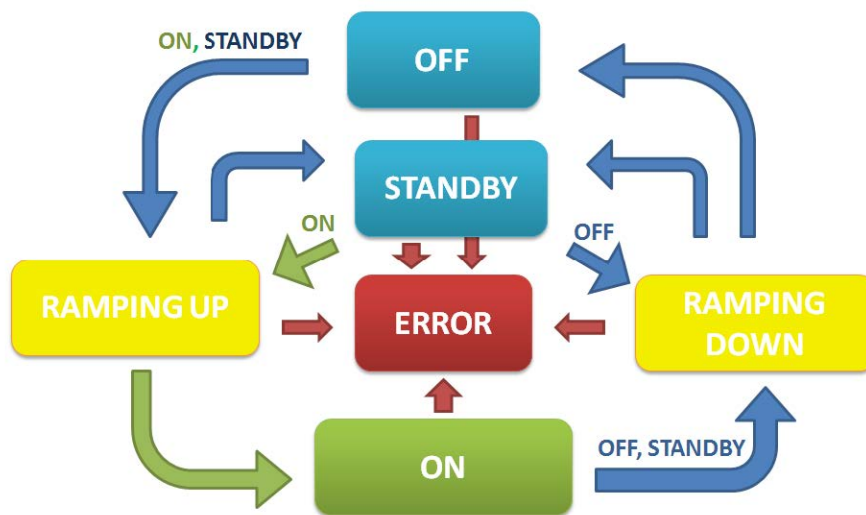 ON, STANDBY
OFF
STANDBY
ON
OFF
RAMPING UP
ERROR
RAMPING
DOWN
ON
OFF, STANDBY